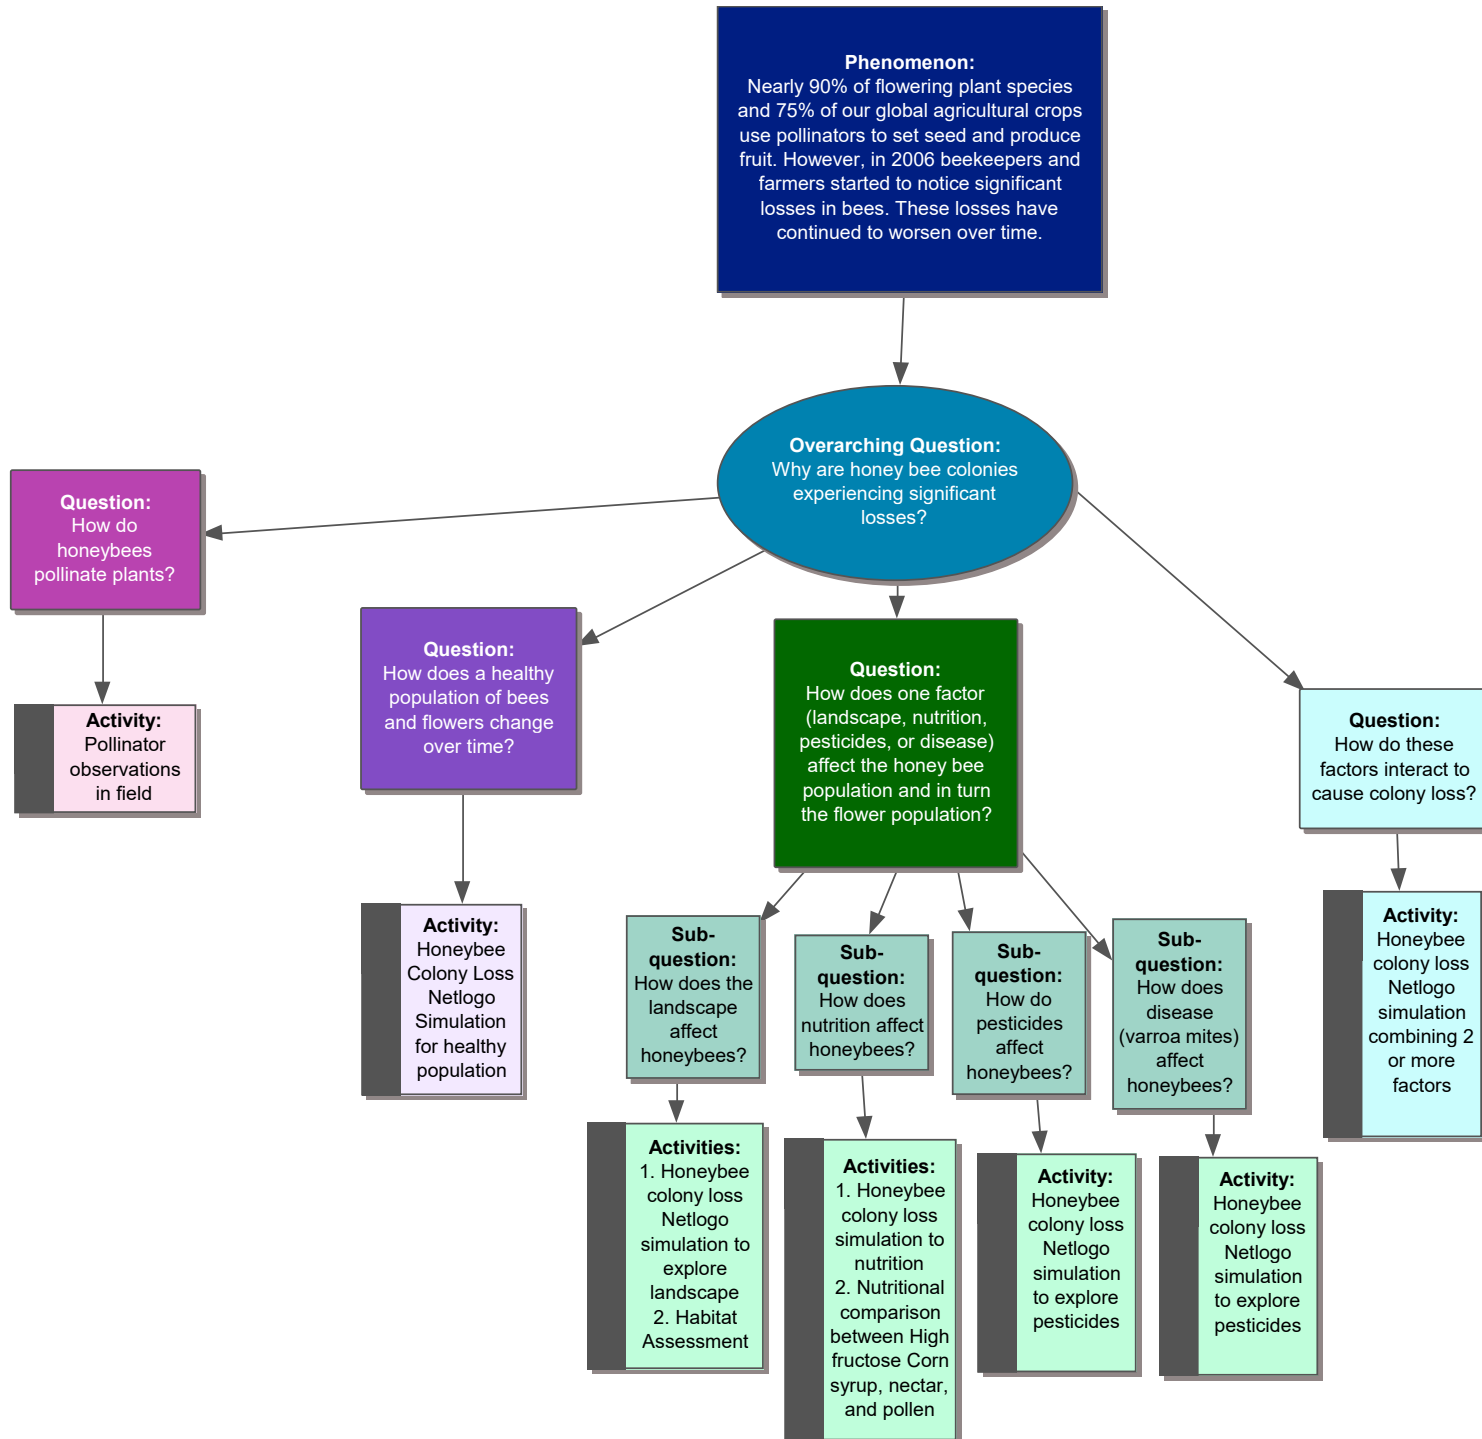 Phenomenon:
Nearly 90% of flowering plant species
and 75% of our global agricultural crops
use pollinators to set seed and produce
fruit. However, in 2006 beekeepers and
farmers started to notice significant
losses in bees. These losses have
continued to worsen over time.
Overarching Question:
Why are honey bee colonies
experiencing significant
losses?
Question:
How do
honeybees
pollinate plants?
Activity:
Pollinator
observations
in field
Question:
How does a healthy
population of bees
and flowers change
over time?
Activity:
Honeybee
Colony Loss
Netlogo
Simulation
for healthy
population
Question:
How does one factor
(landscape, nutrition,
pesticides, or disease)
affect the honey bee
population and in turn
the flower population?
Sub-
question:
How does the
landscape
affect
honeybees?
Activities:
1. Honeybee
colony loss
Netlogo
simulation to
explore
landscape
2. Habitat
Assessment
Sub-
question:
How does
nutrition affect
honeybees?
Activities:
1. Honeybee
colony loss
simulation to
nutrition
2. Nutritional
comparison
between High
fructose Corn
syrup, nectar,
and pollen
Sub-
question:
How do
pesticides
affect
honeybees?
Activity:
Honeybee
colony loss
Netlogo
simulation
to explore
pesticides
Sub-
question:
How does
disease
(varroa mites)
affect
honeybees?
Activity:
Honeybee
colony loss
Netlogo
simulation
to explore
pesticides
Question:
How do these
factors interact to
cause colony loss?
Activity:
Honeybee
colony loss
Netlogo
simulation
combining 2
or more
factors